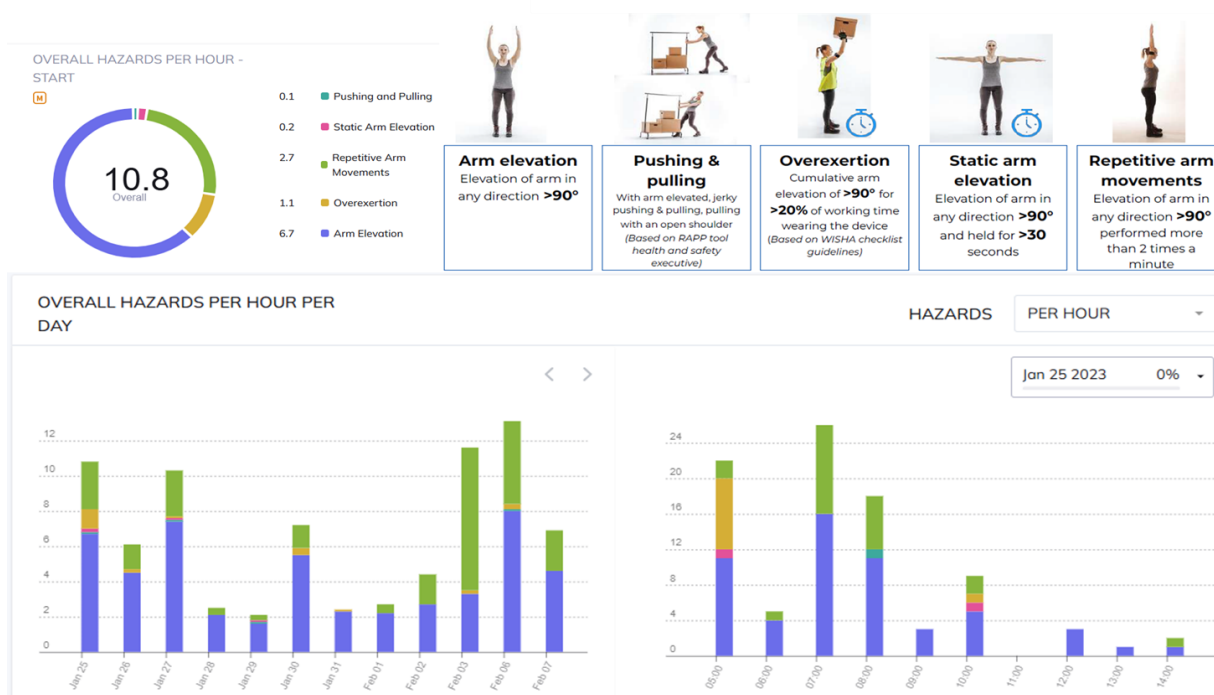 OVERALL HAZARDS PER HOUR -
START
M
10.8
Overall
0.1 Pushing and Pulling
0.2 Static Arm Elevation
2.7 Repetitive Arm
Movements
1.1 Overexertion
6.7 Arm Elevation
Arm elevation
Elevation of arm in
any direction >90°
Pushing &
pulling
With arm elevated, jerky
pushing & pulling, pulling
with an open shoulder
(Based on RAPP tool
health and safety
executive)
Overexertion
Cumulative arm
elevation of >90° for
>20% of working time
wearing the device
(Based on WISHA checklist
guidelines)
Static arm
elevation
Elevation of arm in
any direction >90°
and held for >30
seconds
Repetitive arm
movements
Elevation of arm in
any direction >90°
performed more
than 2 times a
minute
OVERALL HAZARDS PER HOUR PER
DAY
HAZARDS
PER HOUR
Jan 25 2023 0%
12
10
8
6
4
2
0
Jan 25
Jan 26
Jan 27
Jan 28
Jan 29
Jan 30
Jan 31
Feb 01
Feb 02
Feb 03
Feb 06
Feb 07
24
20
16
12
8
4
0
05:00
06:00
07:00
08:00
09:00
10:00
11:00
12:00
13:00
14:00